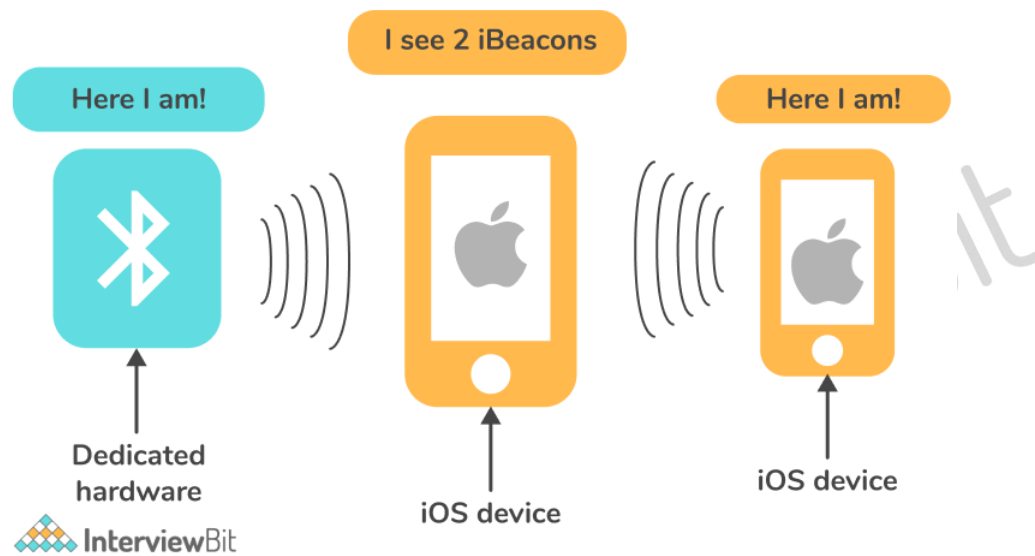 I see 2 iBeacons
Here I am!
Here I am!
Dedicated
hardware
iOS device
iOS device
InterviewBit